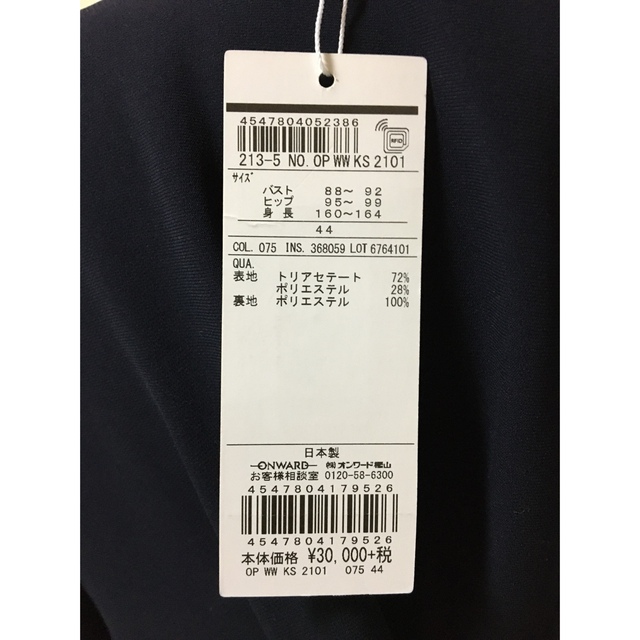 4547804052386
RFID
213-5 NO. OP WW KS 2101
サイズ
バスト 88〜 92
ヒップ 95〜 99
身長 160〜164
44
COL. 075 INS. 368059 LOT 6764101
QUA.
表地 トリアセテート 72%
ポリエステル 28%
裏地 ポリエステル 100%
日本製
ONWARD ㈱オンワード樫山
お客様相談室 0120-58-6300
4547804179526
4547804179526
本体価格 ¥30,000+税
OP WW KS 2101 075 44